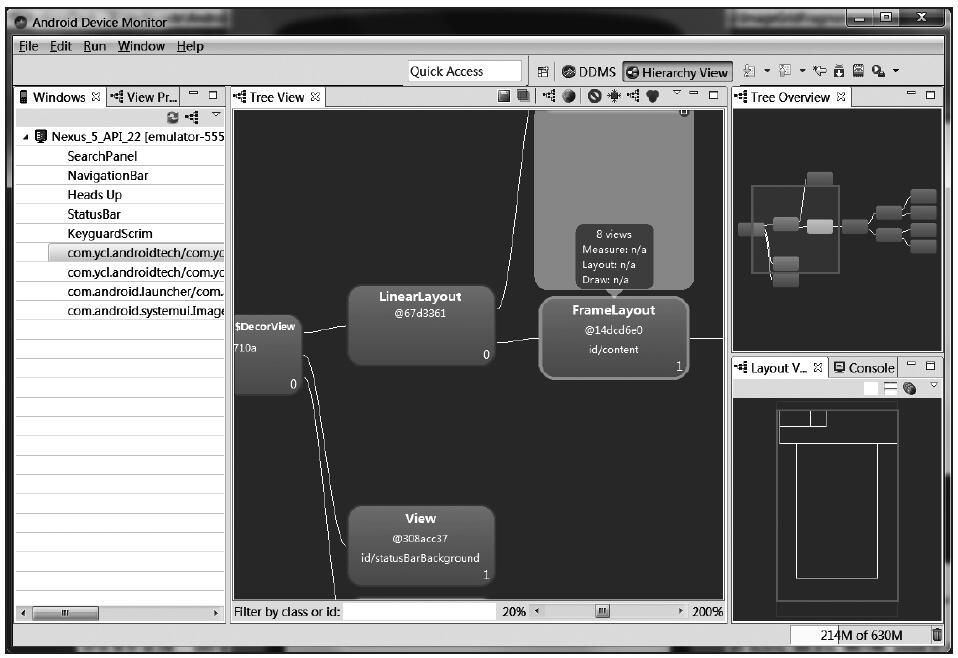 Android Device Monitor
File Edit Run Window Help
Quick Access
DDMS
Hierarchy View
Windows
View Pr...
Tree View
Tree Overview
Nexus_5_API_22 [emulator-555
SearchPanel
NavigationBar
Heads Up
StatusBar
KeyguardScrim
com.ycl.androidtech/com.yc
com.ycl.androidtech/com.yc
com.android.launcher/com.
com.android.systemui.Image
8 views
Measure: n/a
Layout: n/a
Draw: n/a
LinearLayout
@67d3361
0
FrameLayout
@14dcd6e0
id/content
1
$DecorView
710a
0
View
@308acc37
id/statusBarBackground
1
Layout V...
Console
Filter by class or id:
20%
200%
214M of 630M